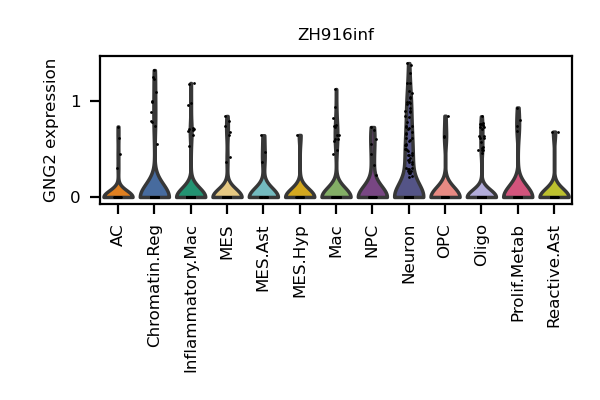 ZH916inf
GNG2 expression
1
0
AC
Chromatin.Reg
Inflammatory.Mac
MES
MES.Ast
MES.Hyp
Mac
NPC
Neuron
OPC
Oligo
Prolif.Metab
Reactive.Ast